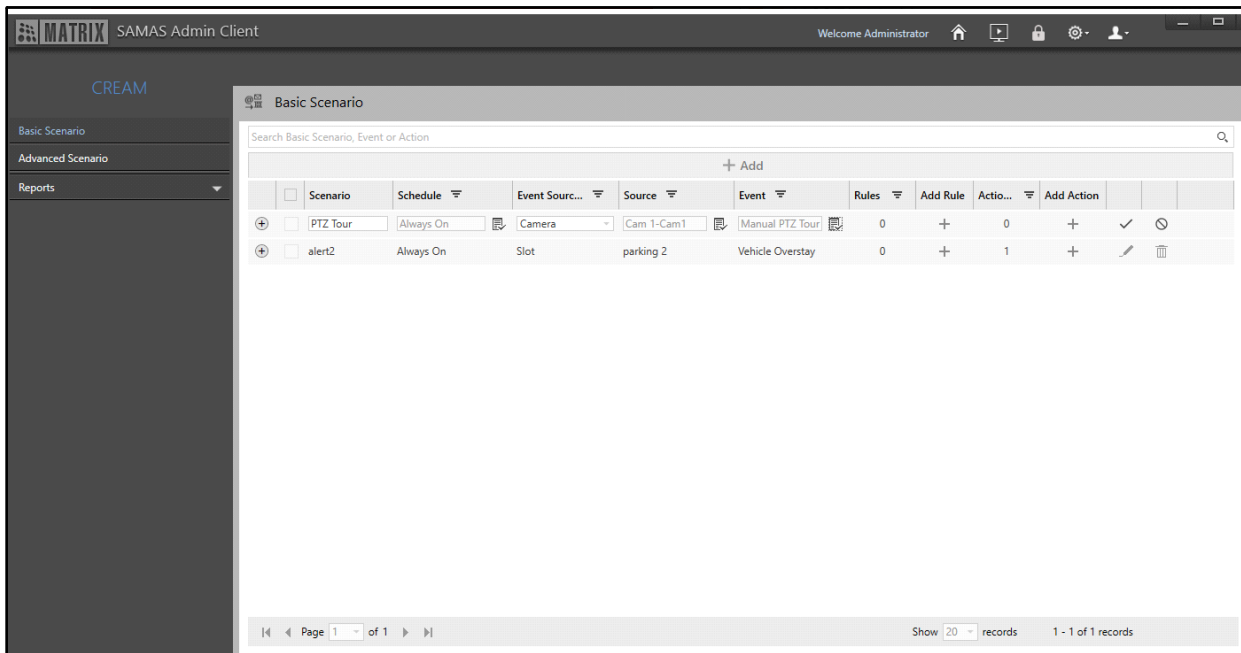 MATRIX SAMAS Admin Client Welcome Administrator
CREAM
Basic Scenario
Basic Scenario
Advanced Scenario
Reports
Search Basic Scenario, Event or Action
+ Add
Scenario Schedule Event Sourc... Source Event Rules Add Rule Actio... Add Action
PTZ Tour Always On Camera Cam 1-Cam1 Manual PTZ Tour 0 + 0 +
alert2 Always On Slot parking 2 Vehicle Overstay 0 + 1 +
Page 1 of 1 Show 20 records 1 - 1 of 1 records